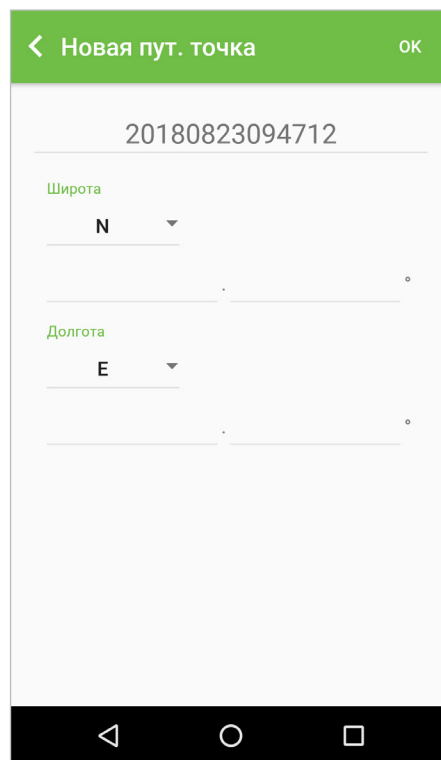 Новая пут. точка OK
20180823094712
Широта
N
. °
Долгота
E
. °